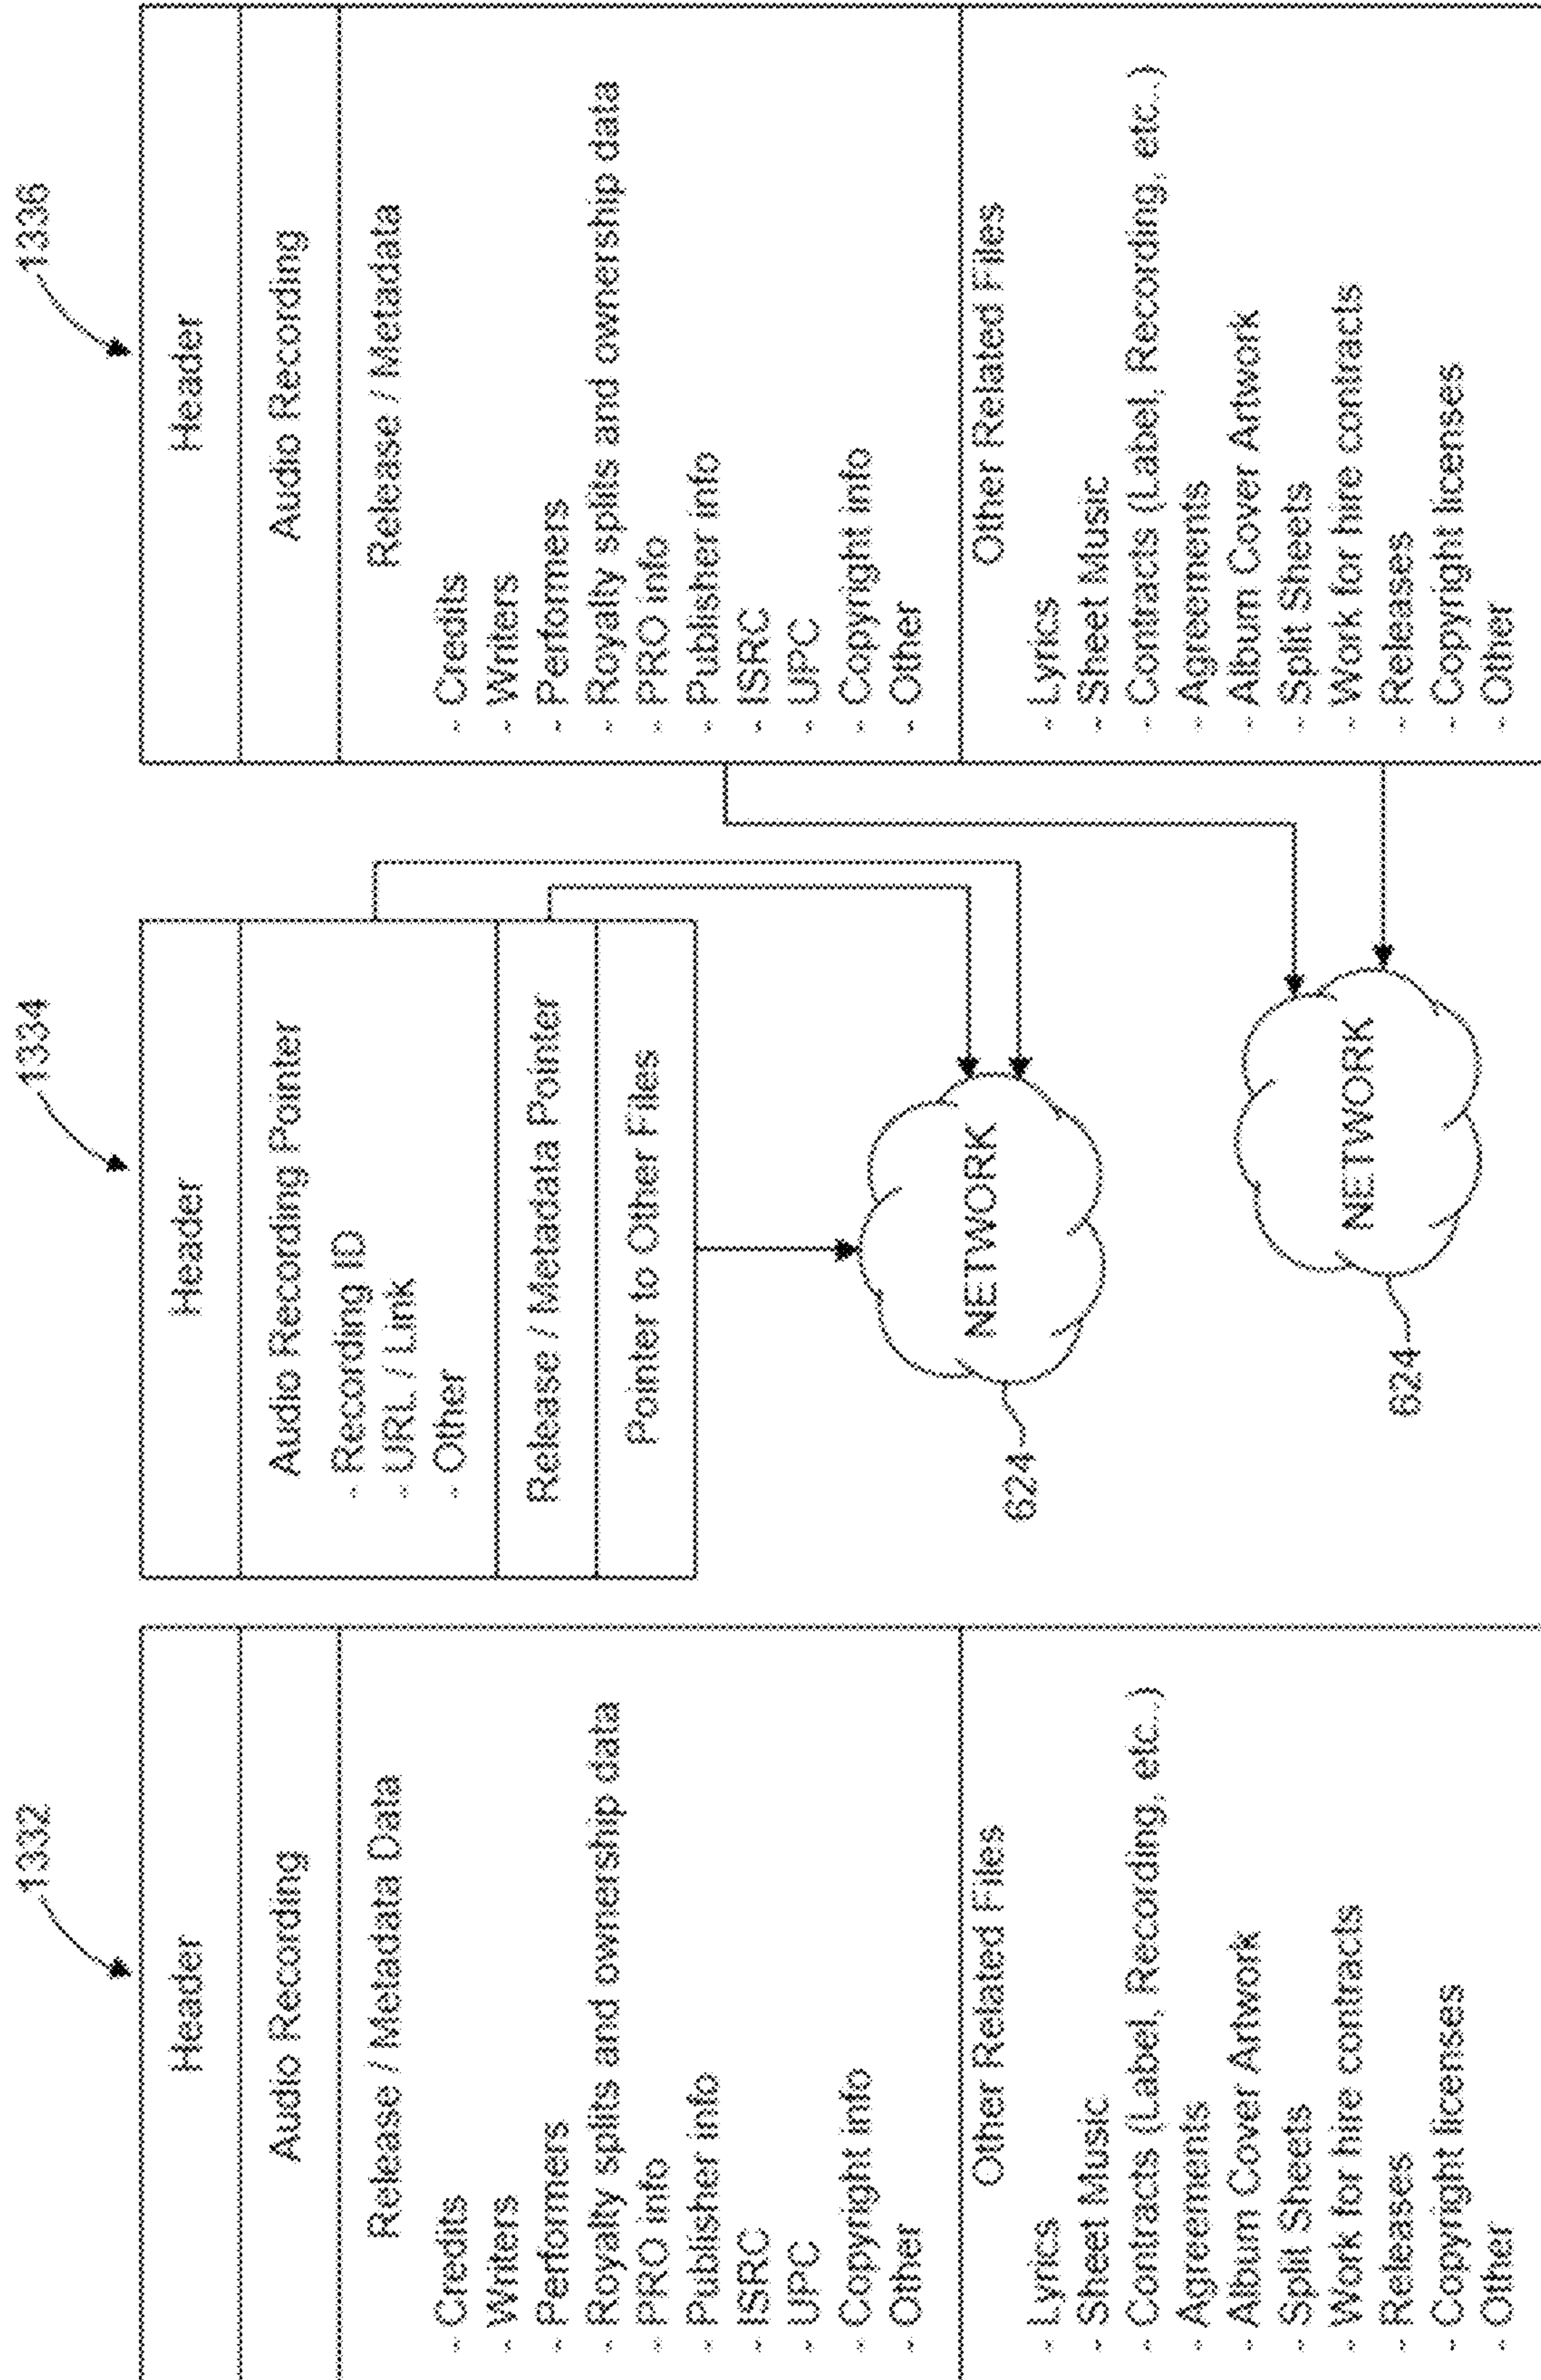 1332
Header
Audio Recording
Release / Metadata Data
- Credits
- Writers
- Performers
- Royalty splits and ownership data
- PRO info
- Publisher info
- ISRC
- UPC
- Copyright info
- Other
Other Related Files
- Lyrics
- Sheet Music
- Contracts (Label, Recording, etc..)
- Agreements
- Album Cover Artwork
- Split Sheets
- Work for hire contracts
- Releases
- Copyright licenses
- Other
1334
Header
Audio Recording Pointer
- Recording ID
- URL / Link
- Other
Release / Metadata Pointer
Pointer to Other Files
NETWORK
624
1336
Header
Audio Recording
Release / Metadata
- Credits
- Writers
- Performers
- Royalty splits and ownership data
- PRO info
- Publisher info
- ISRC
- UPC
- Copyright info
- Other
Other Related Files
- Lyrics
- Sheet Music
- Contracts (Label, Recording, etc..)
- Agreements
- Album Cover Artwork
- Split Sheets
- Work for hire contracts
- Releases
- Copyright licenses
- Other
NETWORK
624